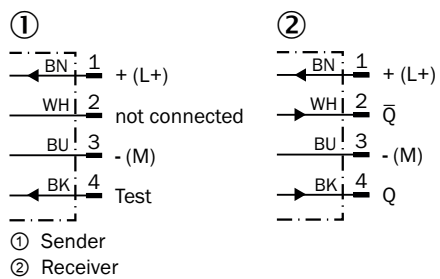 ① ②
BN 1 + (L+) BN 1 + (L+)
WH 2 not connected WH 2 Q̅
BU 3 - (M) BU 3 - (M)
BK 4 Test BK 4 Q
① Sender
② Receiver